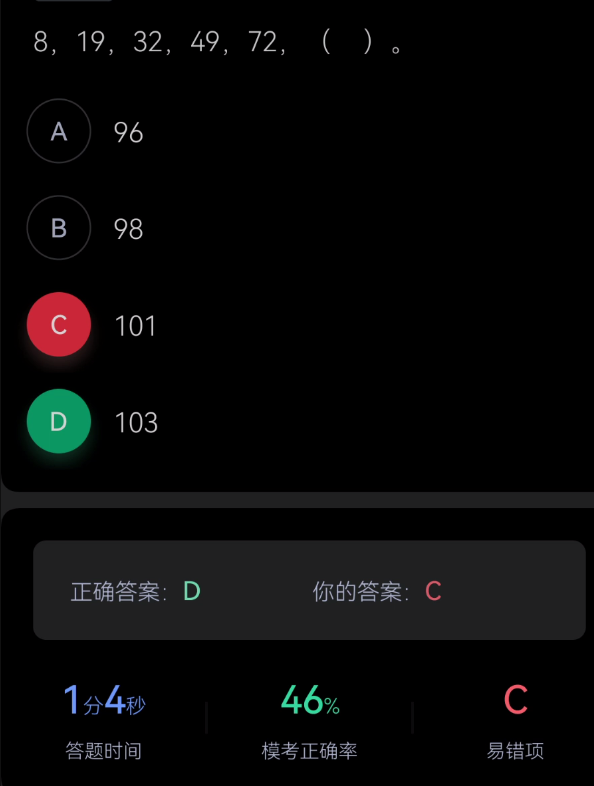 8，19，32，49，72，（　）。
A 96
B 98
C 101
D 103
正确答案：D 你的答案：C
1分4秒 46% C
答题时间 模考正确率 易错项